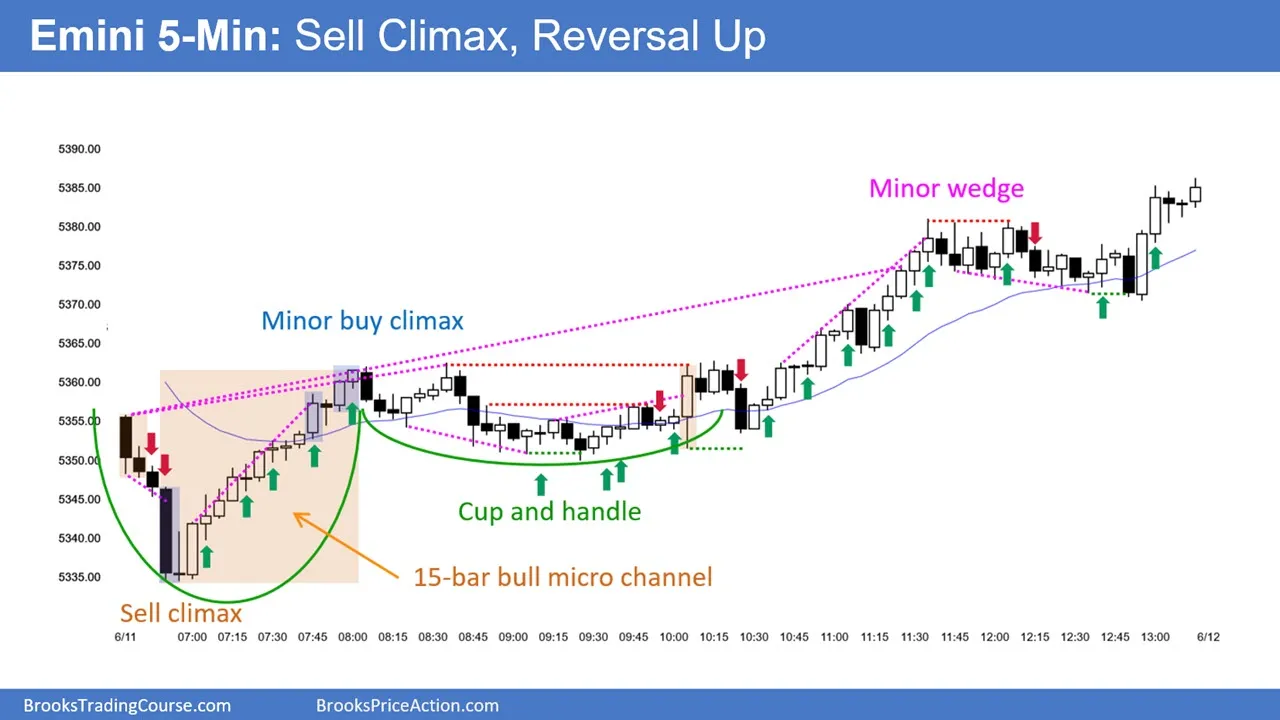 Emini 5-Min: Sell Climax, Reversal Up
5390.00
5385.00
Minor wedge
5380.00
5375.00
5370.00
Minor buy climax
5365.00
5360.00
5355.00
5350.00
Cup and handle
5345.00
5340.00
15-bar bull micro channel
5335.00
Sell climax
6/11 07:00 07:15 07:30 07:45 08:00 08:15 08:30 08:45 09:00 09:15 09:30 09:45 10:00 10:15 10:30 10:45 11:00 11:15 11:30 11:45 12:00 12:15 12:30 12:45 13:00 6/12
BrooksTradingCourse.com BrooksPriceAction.com